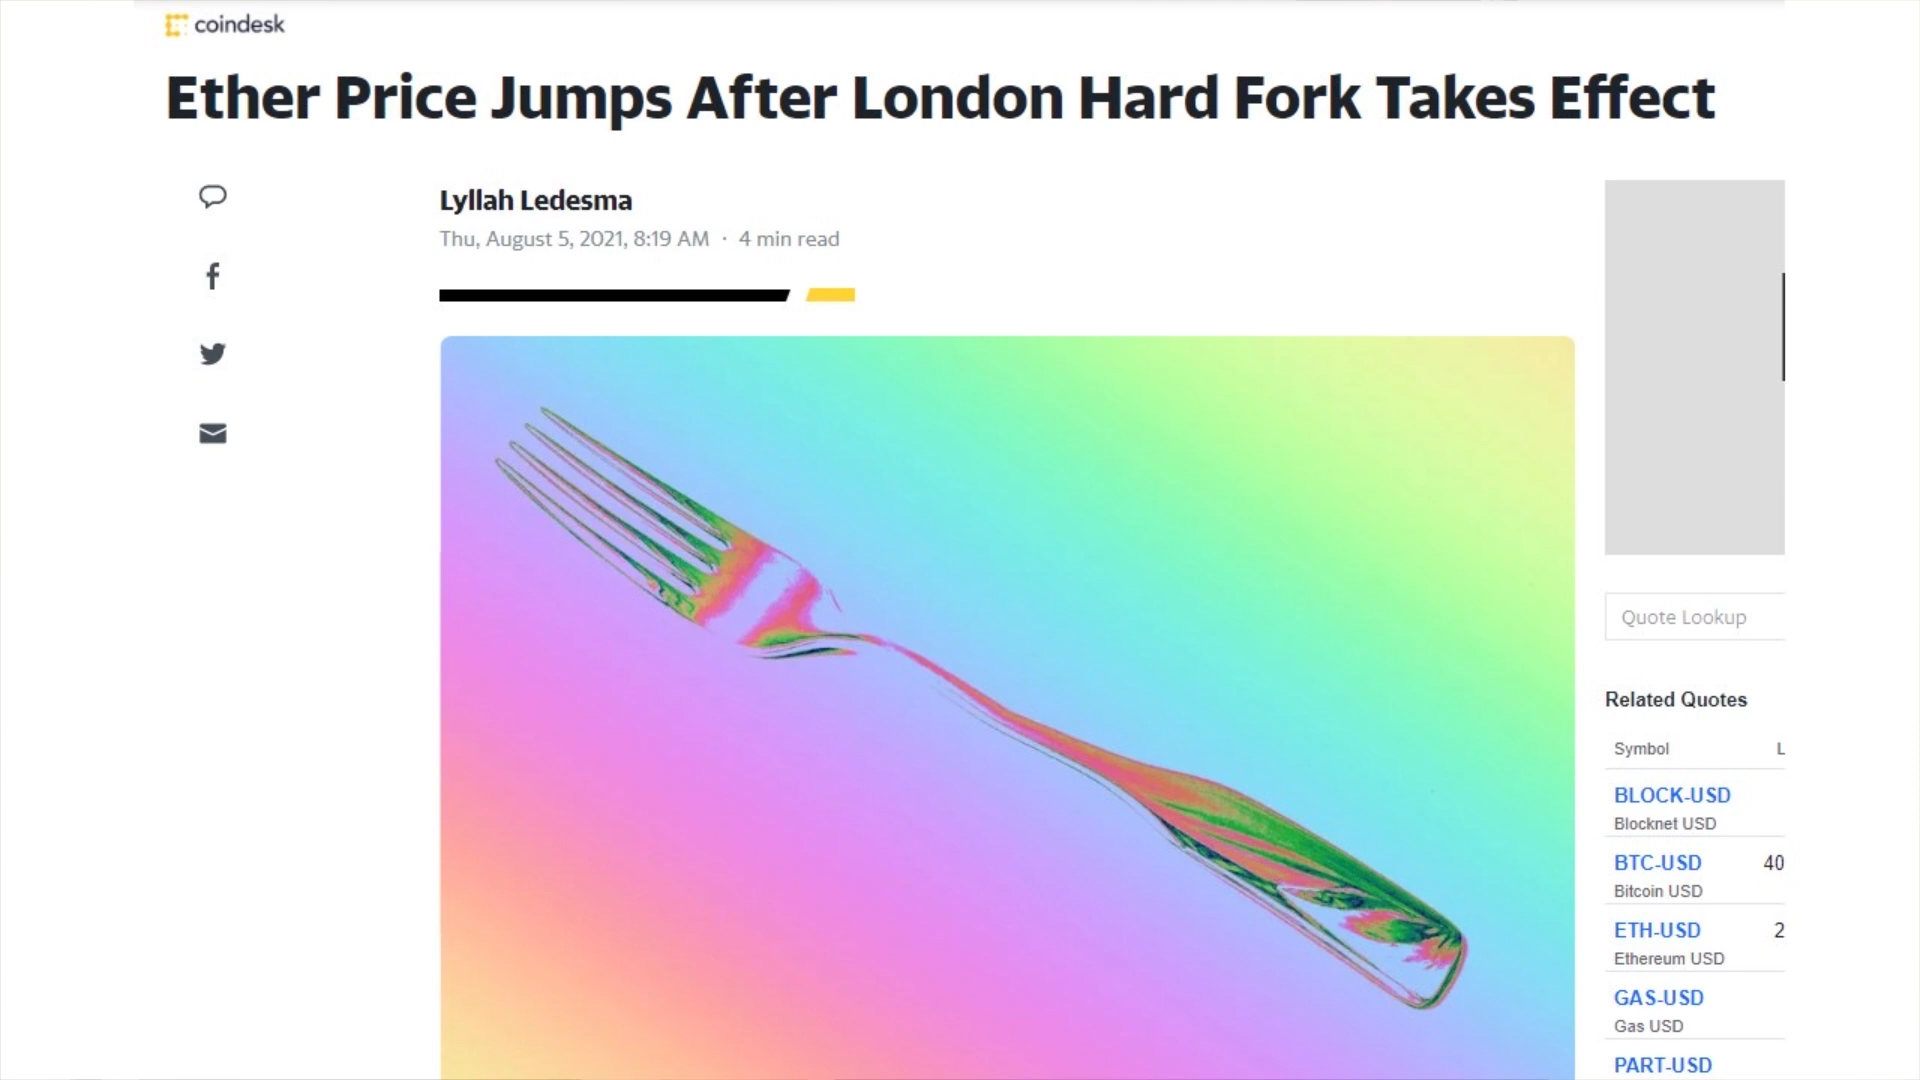 coindesk
Ether Price Jumps After London Hard Fork Takes Effect
Lyllah Ledesma
Thu, August 5, 2021, 8:19 AM · 4 min read
Quote Lookup
Related Quotes
Symbol L
BLOCK-USD
Blocknet USD
BTC-USD 40
Bitcoin USD
ETH-USD 2
Ethereum USD
GAS-USD
Gas USD
PART-USD